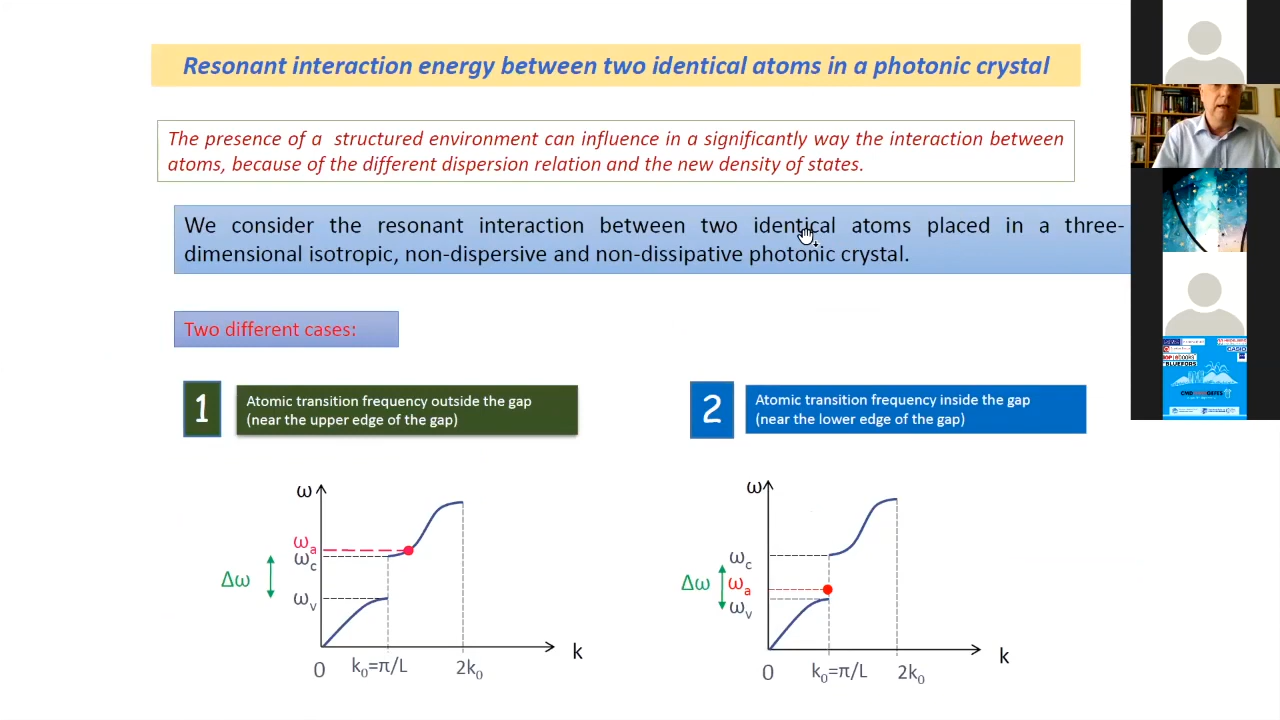 Resonant interaction energy between two identical atoms in a photonic crystal
The presence of a structured environment can influence in a significantly way the interaction between
atoms, because of the different dispersion relation and the new density of states.
We consider the resonant interaction between two identical atoms placed in a three-
dimensional isotropic, non-dispersive and non-dissipative photonic crystal.
Two different cases:
1
Atomic transition frequency outside the gap
(near the upper edge of the gap)
2
Atomic transition frequency inside the gap
(near the lower edge of the gap)
ω
ωa
ωc
Δω
ωv
k
0
k₀=π/L
2k₀
ω
ωc
Δω
ωa
ωv
k
0
k₀=π/L
2k₀
CASIO